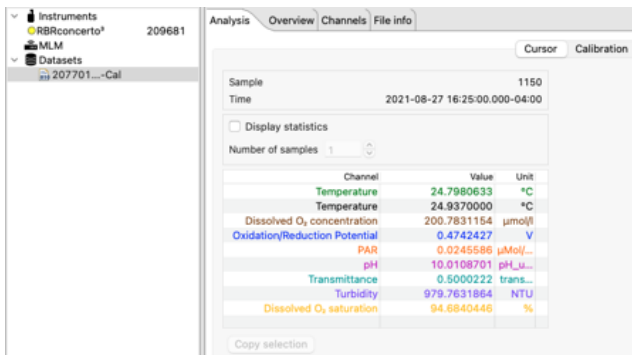 Instruments
RBRconcerto³ 209681
MLM
Datasets
207701...-Cal
Analysis Overview Channels File info
Cursor Calibration
Sample 1150
Time 2021-08-27 16:25:00.000-04:00
Display statistics
Number of samples 1
Channel Value Unit
Temperature 24.7980633 °C
Temperature 24.9370000 °C
Dissolved O₂ concentration 200.7831154 µmol/l
Oxidation/Reduction Potential 0.4742427 V
PAR 0.0245586 µMol/...
pH 10.0108701 pH_u...
Transmittance 0.5000222 trans...
Turbidity 979.7631864 NTU
Dissolved O₂ saturation 94.6840446 %
Copy selection